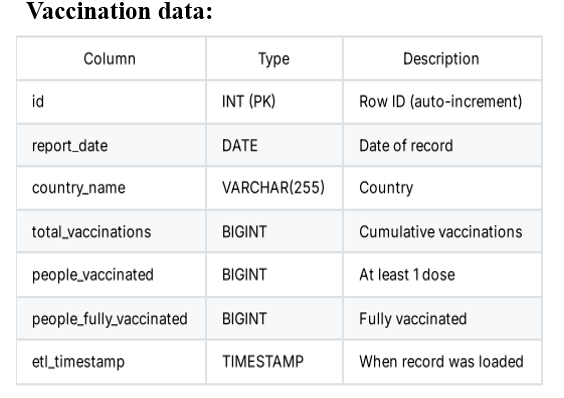 Vaccination data:
Column Type Description
id INT (PK) Row ID (auto-increment)
report_date DATE Date of record
country_name VARCHAR(255) Country
total_vaccinations BIGINT Cumulative vaccinations
people_vaccinated BIGINT At least 1 dose
people_fully_vaccinated BIGINT Fully vaccinated
etl_timestamp TIMESTAMP When record was loaded